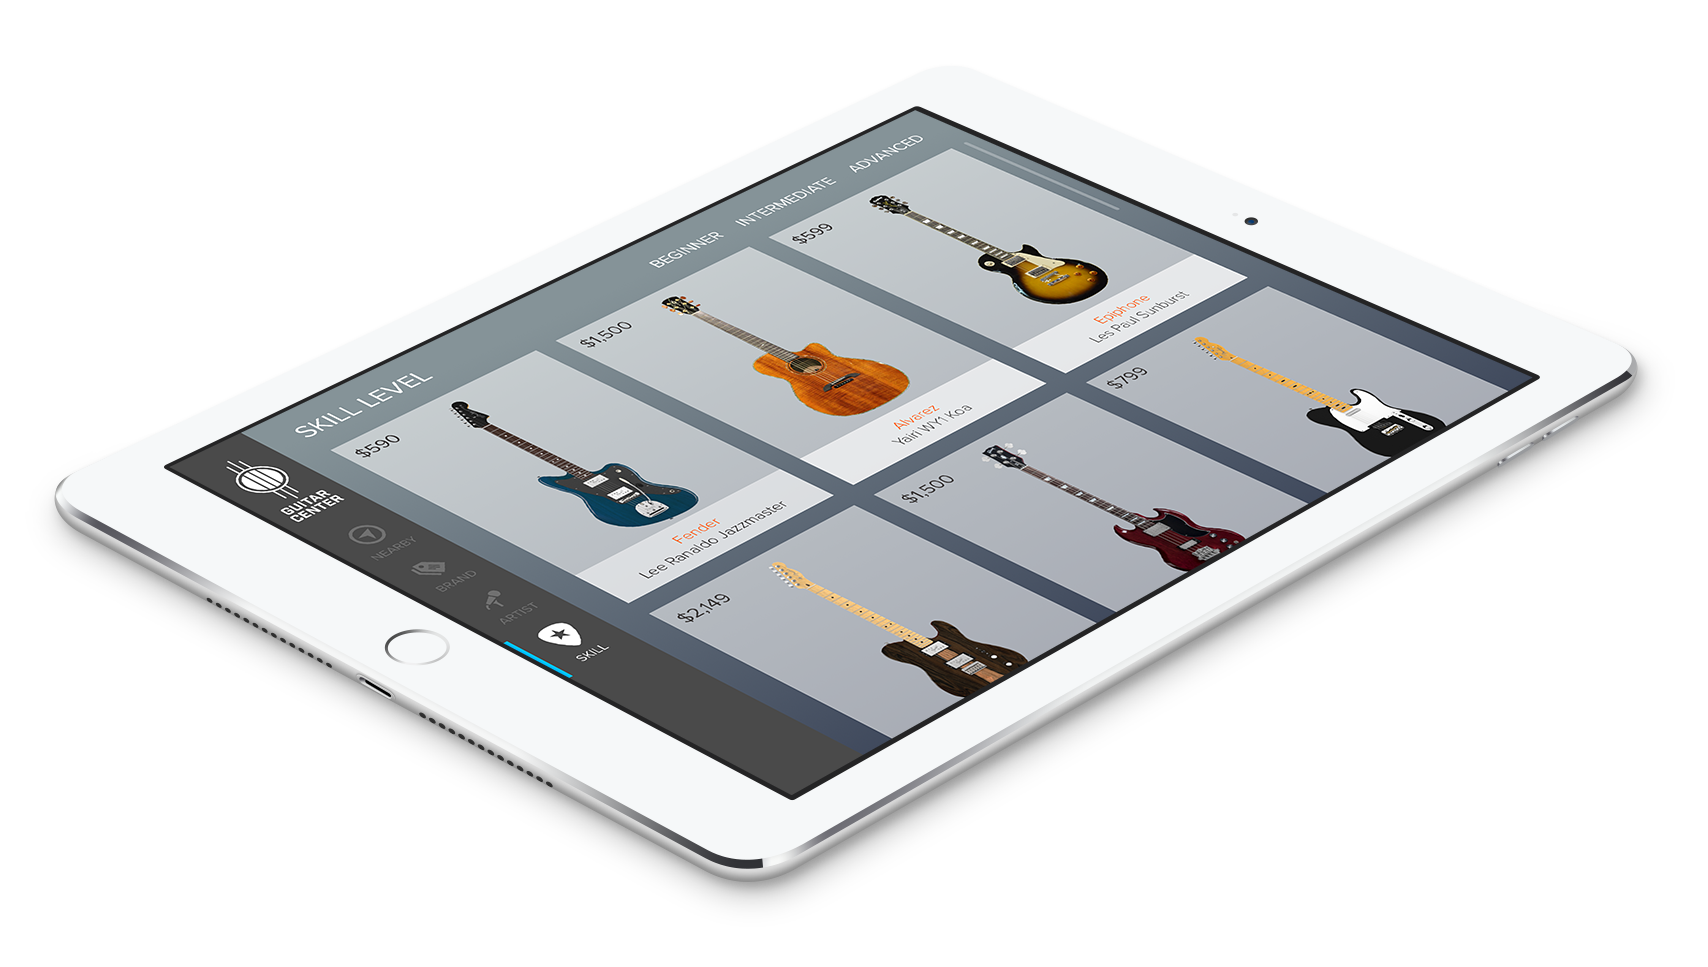 GUITAR
CENTER
NEARBY
BRAND
ARTIST
SKILL
SKILL LEVEL
BEGINNER
INTERMEDIATE
ADVANCED
$590
Fender
Lee Ranaldo Jazzmaster
$1,500
Alvarez
Yairi WY1 Koa
$599
Epiphone
Les Paul Sunburst
$2,149
$1,500
$799